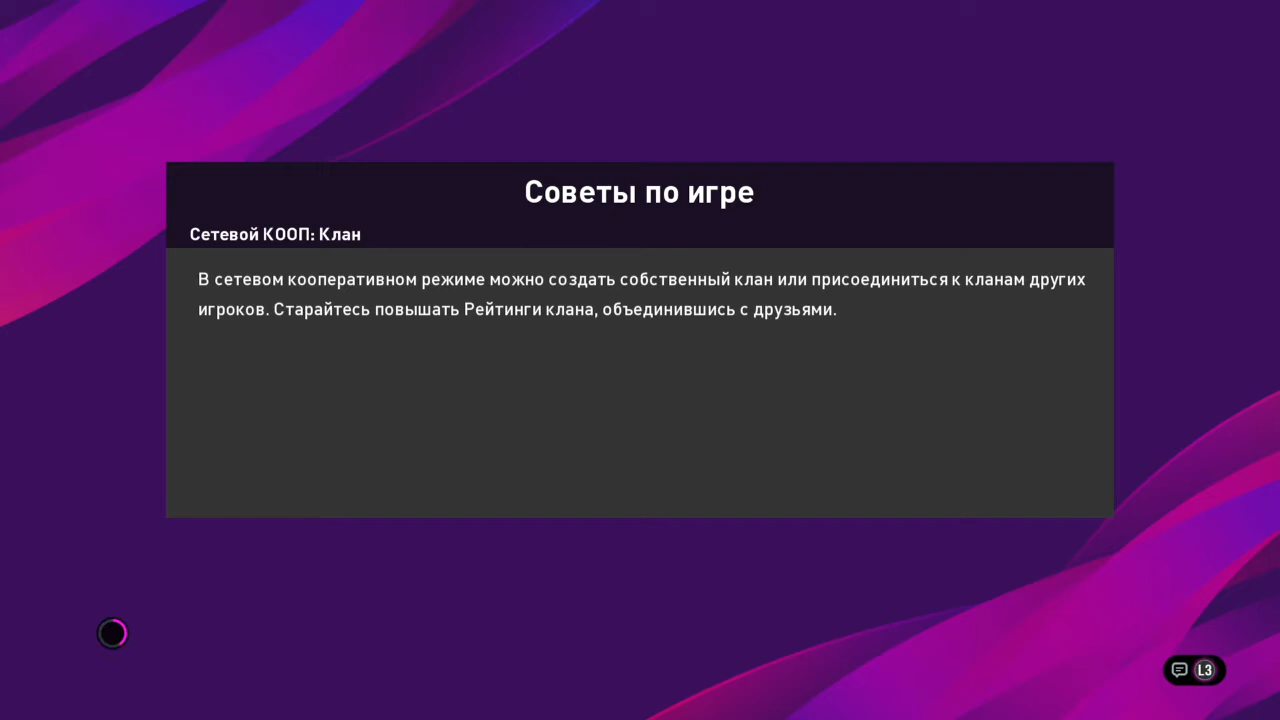 Советы по игре
Сетевой КООП: Клан
В сетевом кооперативном режиме можно создать собственный клан или присоединиться к кланам других
игроков. Старайтесь повышать Рейтинги клана, объединившись с друзьями.
L3